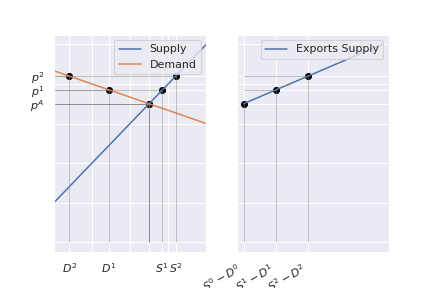 Supply
Demand
Exports Supply
p²
p¹
pᴬ
D² D¹ S¹ S²
S⁰ − D⁰ S¹ − D¹ S² − D²